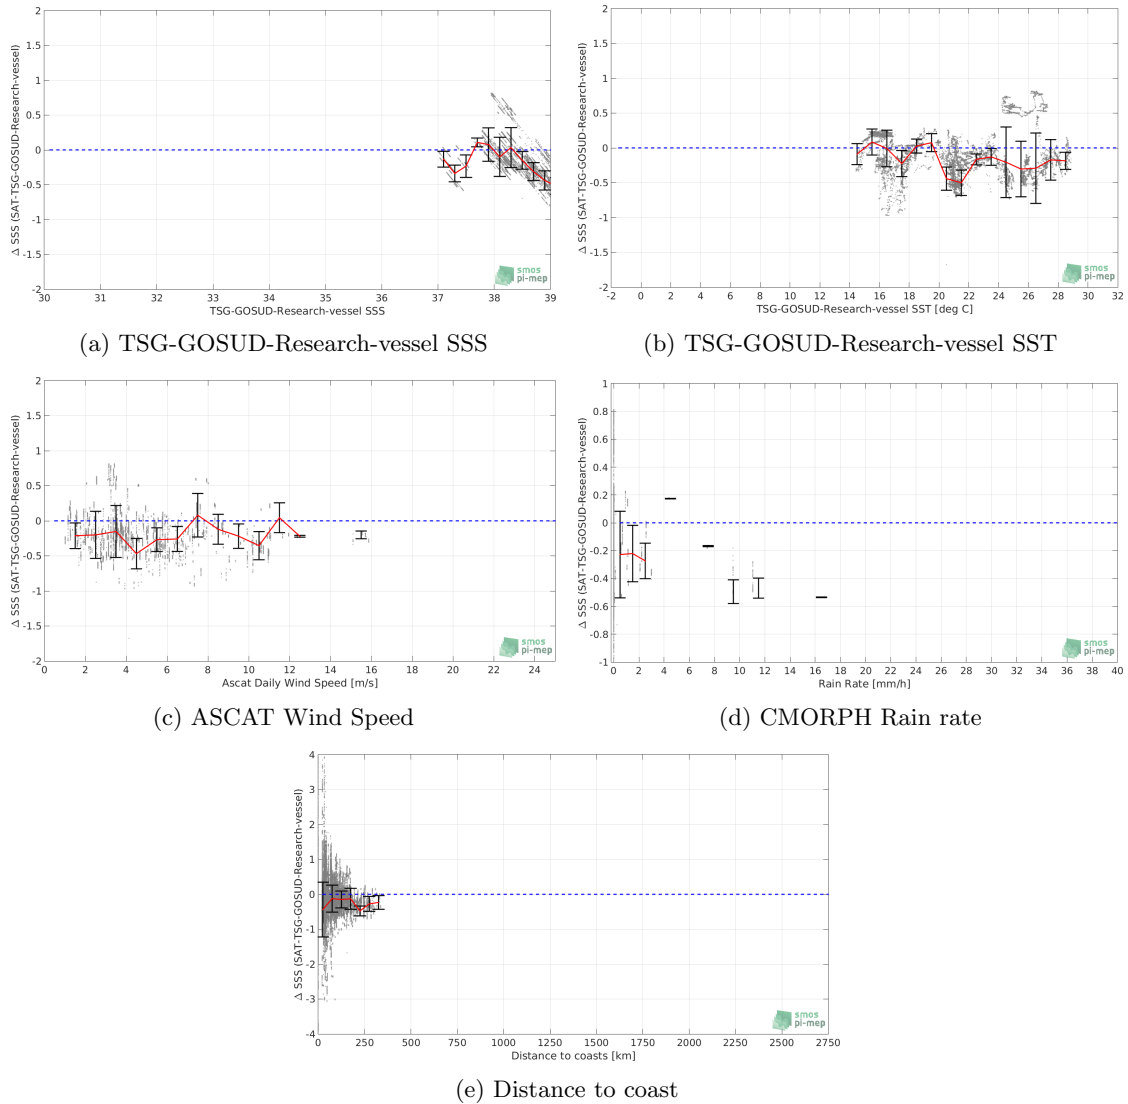 2
1.5
1
0.5
0
-0.5
-1
-1.5
-2
Δ SSS (SAT-TSG-GOSUD-Research-vessel)
30 31 32 33 34 35 36 37 38 39
TSG-GOSUD-Research-vessel SSS
smos
pi-mep
(a) TSG-GOSUD-Research-vessel SSS
2
1.5
1
0.5
0
-0.5
-1
-1.5
-2
Δ SSS (SAT-TSG-GOSUD-Research-vessel)
-2 0 2 4 6 8 10 12 14 16 18 20 22 24 26 28 30 32
TSG-GOSUD-Research-vessel SST [deg C]
smos
pi-mep
(b) TSG-GOSUD-Research-vessel SST
2
1.5
1
0.5
0
-0.5
-1
-1.5
-2
Δ SSS (SAT-TSG-GOSUD-Research-vessel)
2 4 6 8 10 12 14 16 18 20 22 24
Ascat Daily Wind Speed [m/s]
smos
pi-mep
(c) ASCAT Wind Speed
1
0.8
0.6
0.4
0.2
0
-0.2
-0.4
-0.6
-0.8
-1
Δ SSS (SAT-TSG-GOSUD-Research-vessel)
0 2 4 6 8 10 12 14 16 18 20 22 24 26 28 30 32 34 36 38 40
Rain Rate [mm/h]
smos
pi-mep
(d) CMORPH Rain rate
4
3
2
1
0
-1
-2
-3
-4
Δ SSS (SAT-TSG-GOSUD-Research-vessel)
0 250 500 750 1000 1250 1500 1750 2000 2250 2500 2750
Distance to coasts [km]
smos
pi-mep
(e) Distance to coast